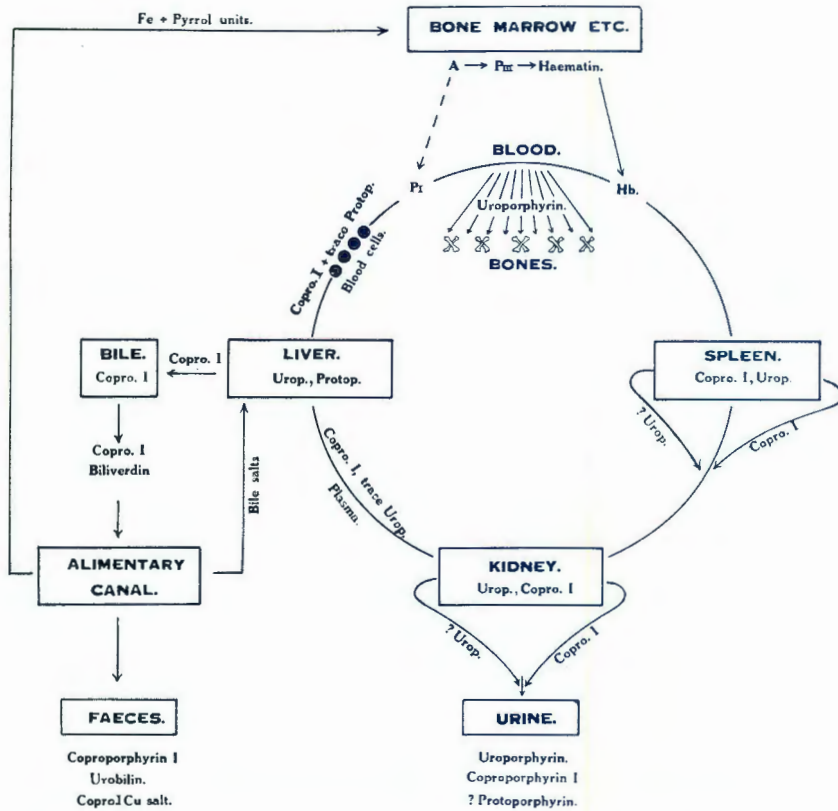 Fe + Pyrrol units.
BONE MARROW ETC.
A → PIII → Haematin.
BLOOD.
PI
Hb.
Uroporphyrin.
BONES.
Copro. I + trace Protop.
Blood cells.
BILE.
Copro. I
Copro. I
LIVER.
Urop., Protop.
SPLEEN.
Copro. I, Urop.
? Urop.
Copro. I
Copro. I
Biliverdin
Bile salts
Copro. I, trace Urop.
Plasma.
ALIMENTARY
CANAL.
KIDNEY.
Urop., Copro. I
? Urop.
Copro. I
FAECES.
Coproporphyrin I
Urobilin.
Copro.I Cu salt.
URINE.
Uroporphyrin.
Coproporphyrin I
? Protoporphyrin.